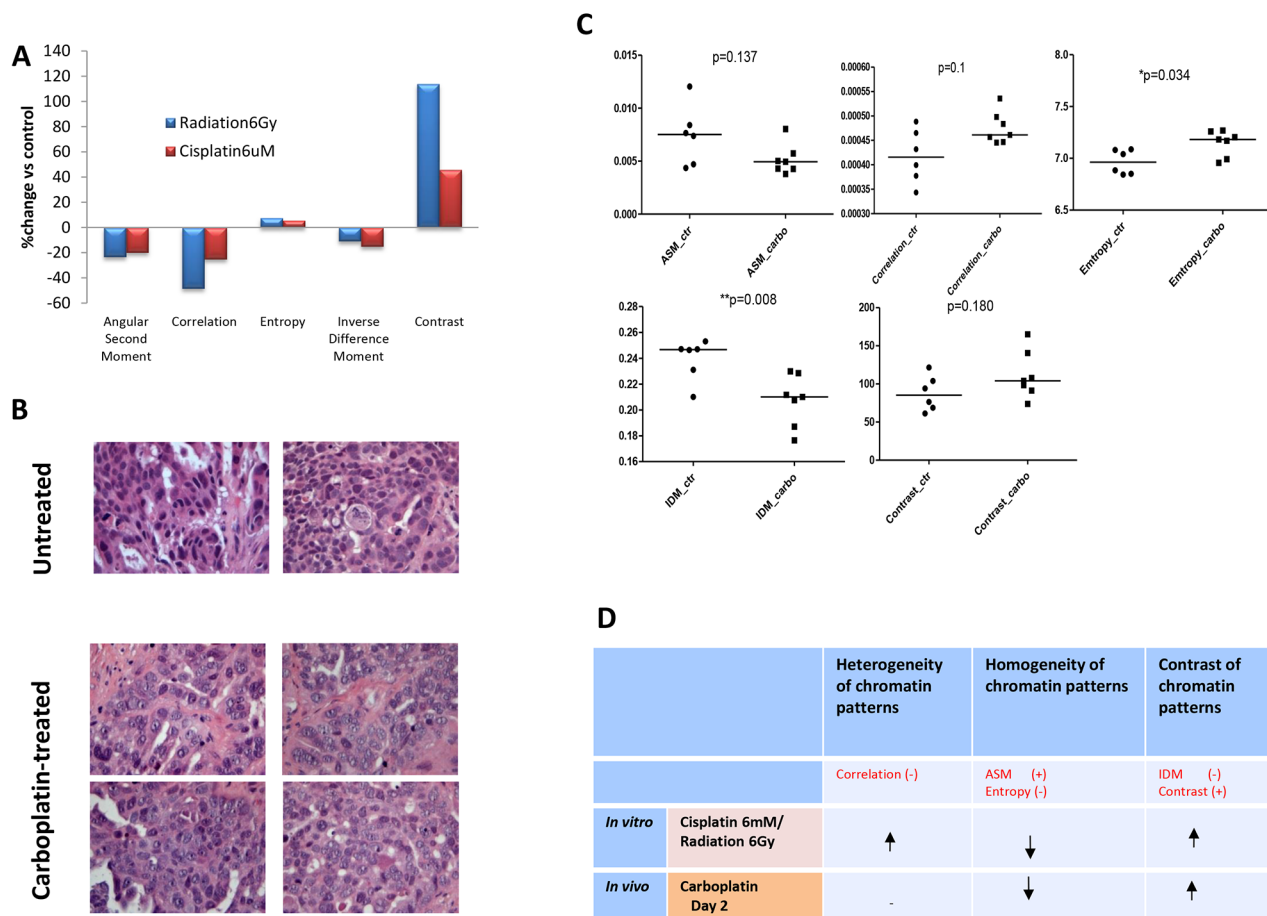 A
140
120
100
80
60
40
20
0
-20
-40
-60
%change vs control
Radiation6Gy
Cisplatin6uM
Angular
Second
Moment
Correlation
Entropy
Inverse
Difference
Moment
Contrast
B
Untreated
Carboplatin-treated
C
0.015
0.010
0.005
0.000
p=0.137
ASM_ctr
ASM_carbo
0.00060
0.00055
0.00050
0.00045
0.00040
0.00035
0.00030
p=0.1
Correlation_ctr
Correlation_carbo
8.0
7.5
7.0
6.5
*p=0.034
Emtropy_ctr
Emtropy_carbo
0.28
0.26
0.24
0.22
0.20
0.18
0.16
**p=0.008
IDM_ctr
IDM_carbo
200
150
100
50
0
p=0.180
Contrast_ctr
Contrast_carbo
D
Heterogeneity
of chromatin
patterns
Homogeneity of
chromatin patterns
Contrast of
chromatin
patterns
Correlation (-)
ASM (+)
Entropy (-)
IDM (-)
Contrast (+)
In vitro
Cisplatin 6mM/
Radiation 6Gy
In vivo
Carboplatin
Day 2
-